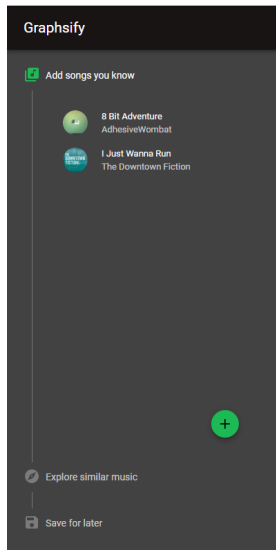 Graphsify
Add songs you know
8 Bit Adventure
AdhesiveWombat
I Just Wanna Run
The Downtown Fiction
Explore similar music
Save for later